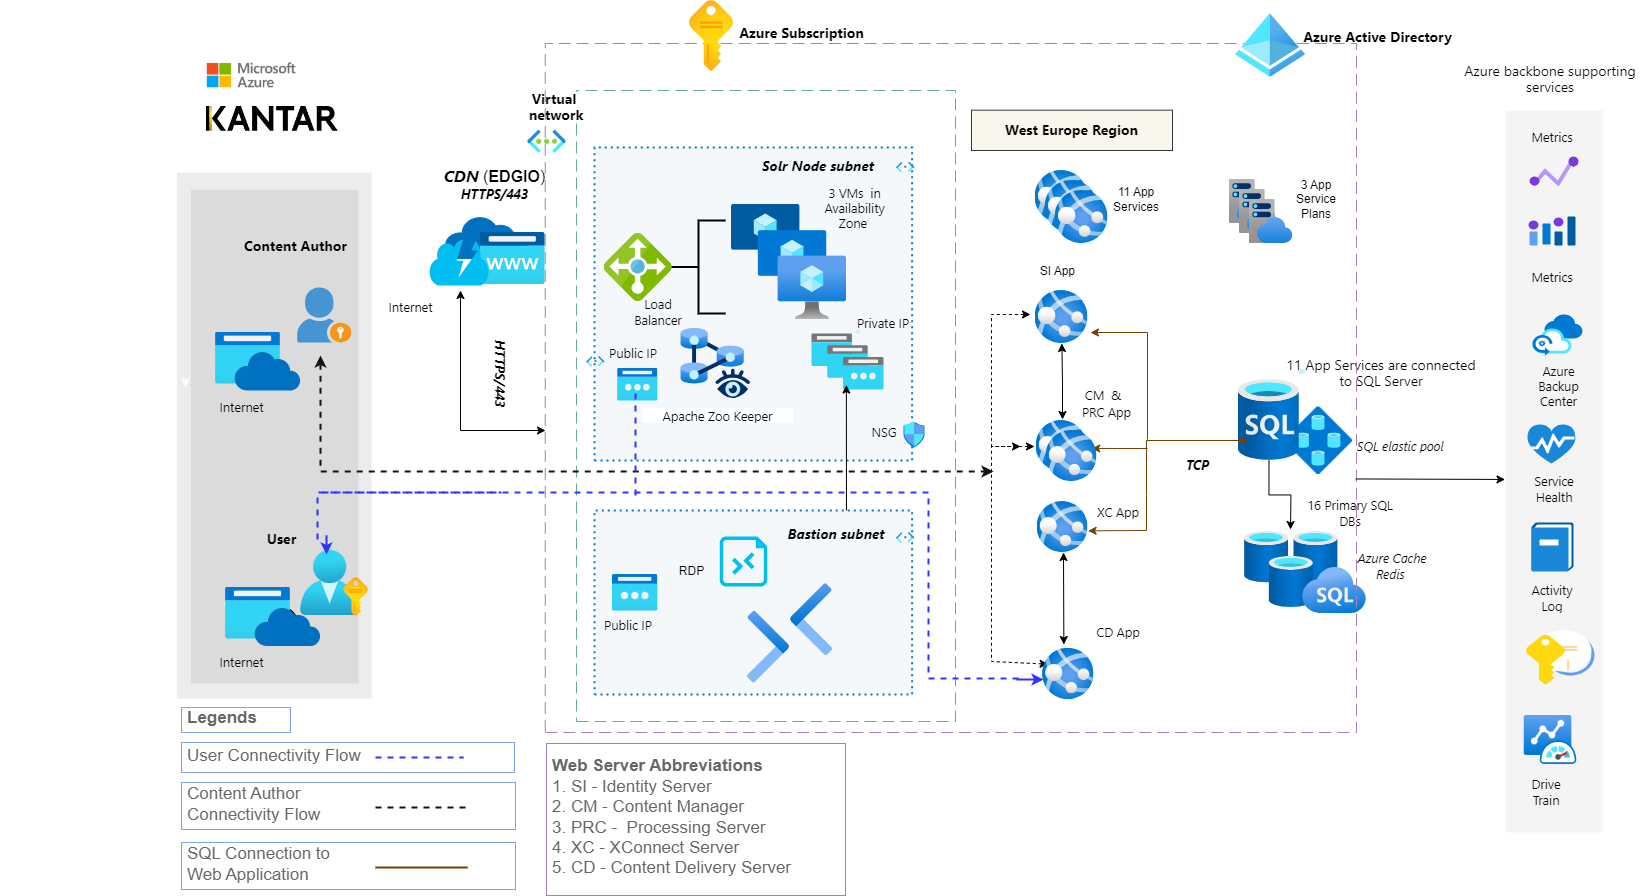 Azure Subscription
Azure Active Directory
Microsoft
Azure
KANTAR
Azure backbone supporting
services
Virtual
network
West Europe Region
Metrics
CDN (EDGIO)
HTTPS/443
Solr Node subnet
3 VMs in
Availability
Zone
11 App
Services
3 App
Service
Plans
Content Author
WWW
Internet
Load
Balancer
SI App
Metrics
HTTPS/443
Private IP
Public IP
Internet
Apache Zoo Keeper
NSG
CM &
PRC App
11 App Services are connected
to SQL Server
SQL
SQL elastic pool
TCP
Azure
Backup
Center
Service
Health
User
Internet
Bastion subnet
RDP
Public IP
XC App
CD App
16 Primary SQL
DBs
Azure Cache
Redis
SQL
Activity
Log
Drive
Train
Legends
User Connectivity Flow
Content Author
Connectivity Flow
SQL Connection to
Web Application
Web Server Abbreviations
1. SI - Identity Server
2. CM - Content Manager
3. PRC - Processing Server
4. XC - XConnect Server
5. CD - Content Delivery Server